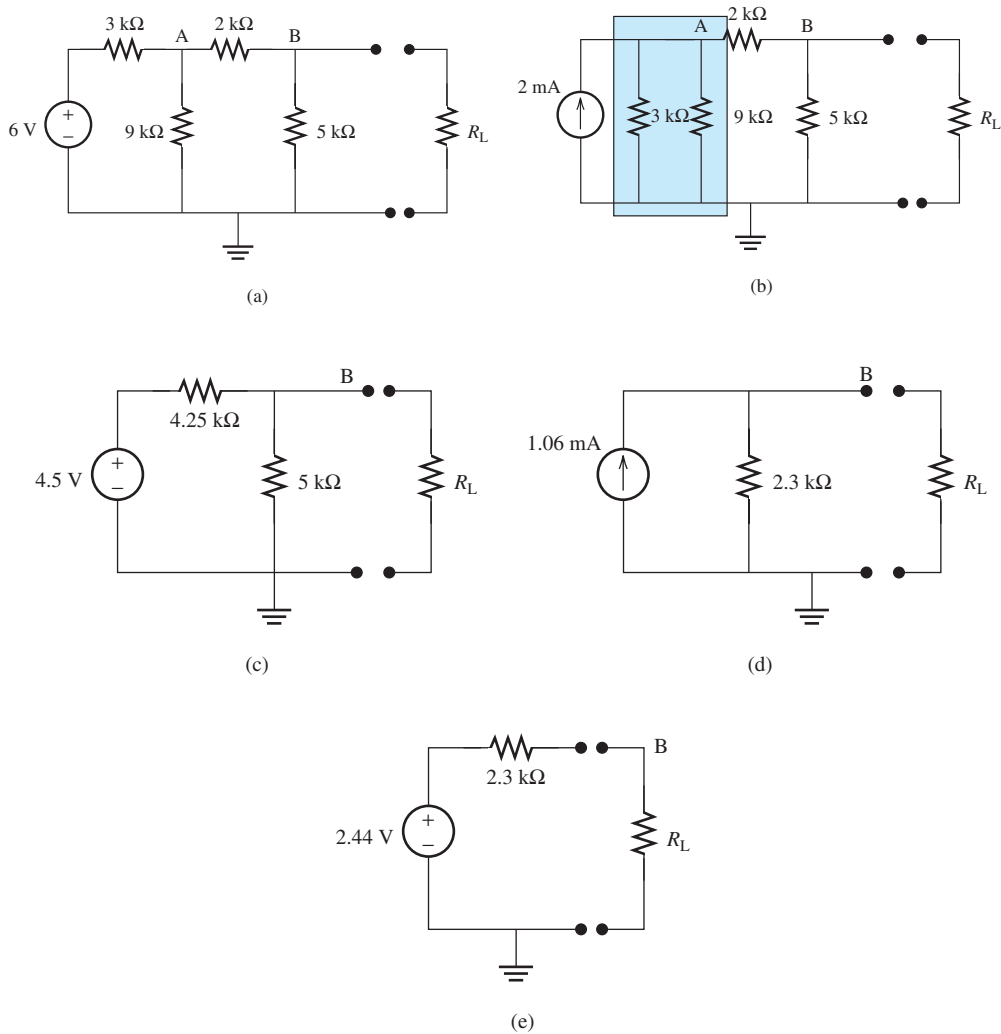 3 kΩ A 2 kΩ B
6 V + − 9 kΩ 5 kΩ R_L
(a)
2 kΩ
A B
2 mA 3 kΩ 9 kΩ 5 kΩ R_L
(b)
B
4.25 kΩ
4.5 V + − 5 kΩ R_L
(c)
B
1.06 mA 2.3 kΩ R_L
(d)
B
2.3 kΩ
2.44 V + − R_L
(e)